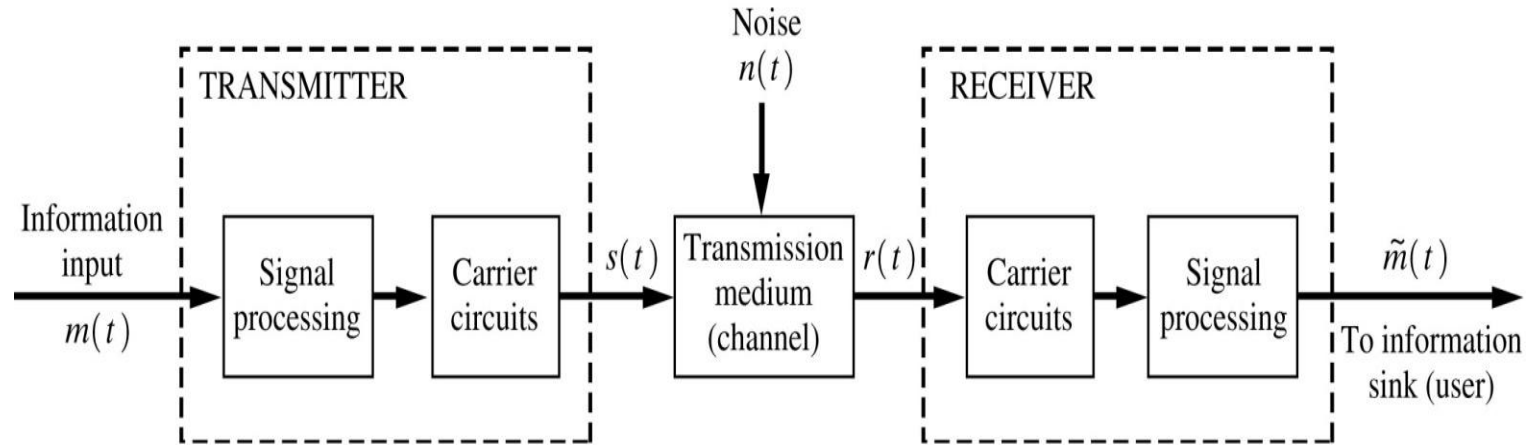 Noise
n(t)
TRANSMITTER
RECEIVER
Information
input
m(t)
Signal
processing
Carrier
circuits
s(t)
Transmission
medium
(channel)
r(t)
Carrier
circuits
Signal
processing
m̃(t)
To information
sink (user)